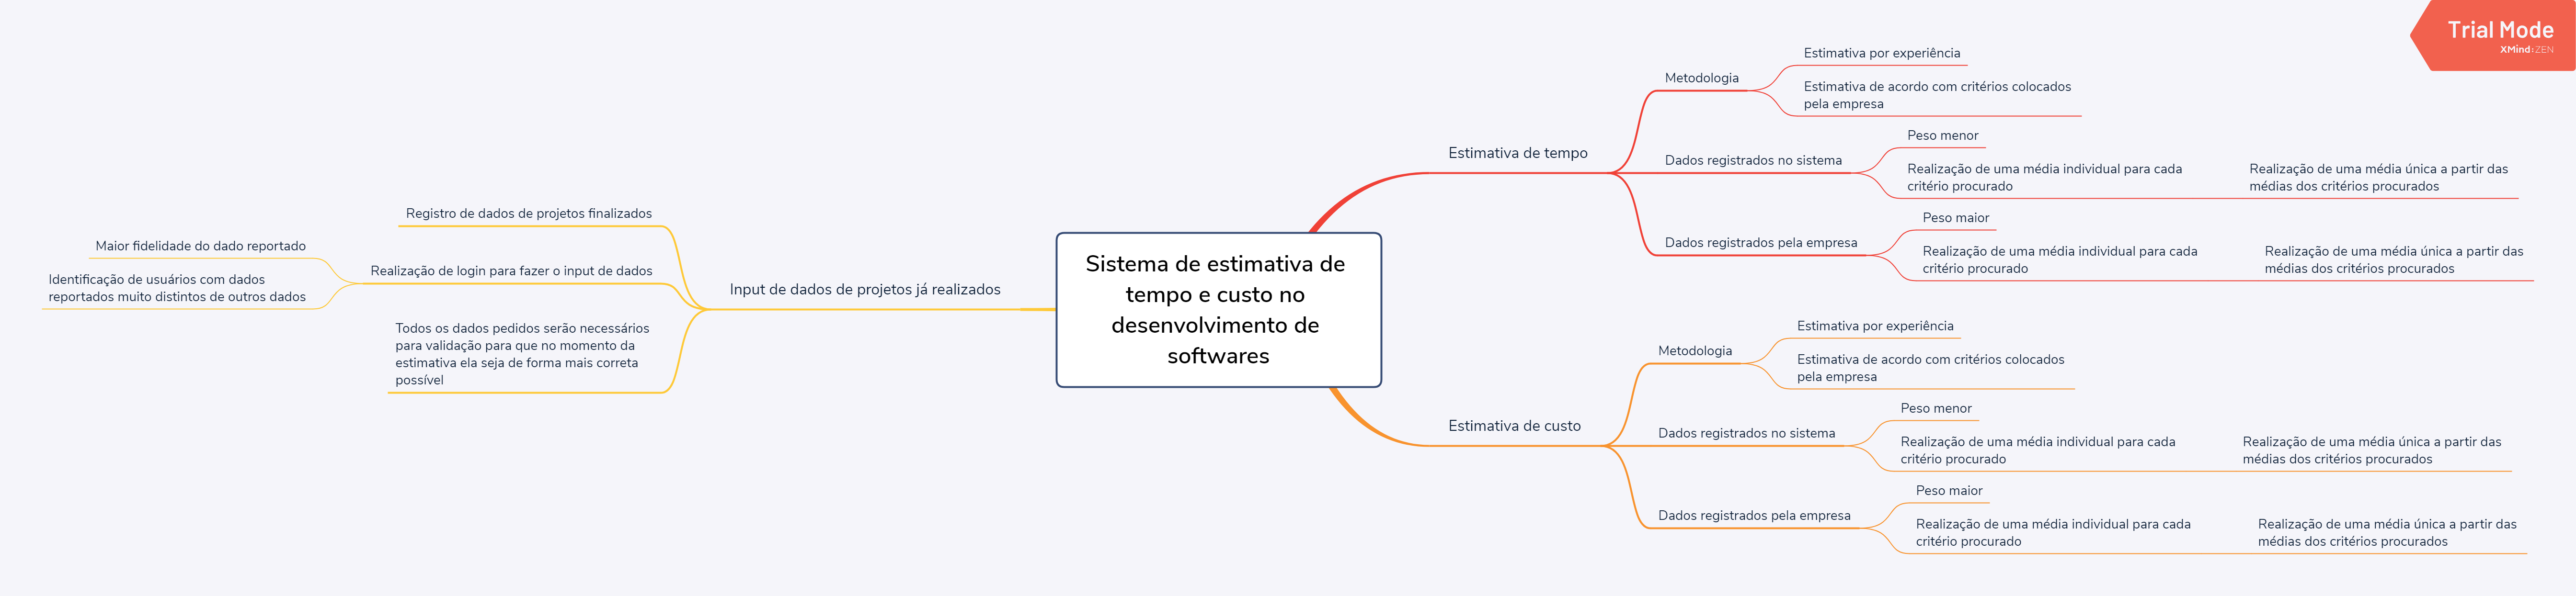 Trial Mode
XMind:ZEN
Sistema de estimativa de
tempo e custo no
desenvolvimento de
softwares
Estimativa de tempo
Metodologia
Estimativa por experiência
Estimativa de acordo com critérios colocados
pela empresa
Dados registrados no sistema
Peso menor
Realização de uma média individual para cada
critério procurado
Realização de uma média única a partir das
médias dos critérios procurados
Dados registrados pela empresa
Peso maior
Realização de uma média individual para cada
critério procurado
Realização de uma média única a partir das
médias dos critérios procurados
Estimativa de custo
Metodologia
Estimativa por experiência
Estimativa de acordo com critérios colocados
pela empresa
Dados registrados no sistema
Peso menor
Realização de uma média individual para cada
critério procurado
Realização de uma média única a partir das
médias dos critérios procurados
Dados registrados pela empresa
Peso maior
Realização de uma média individual para cada
critério procurado
Realização de uma média única a partir das
médias dos critérios procurados
Input de dados de projetos já realizados
Registro de dados de projetos finalizados
Realização de login para fazer o input de dados
Maior fidelidade do dado reportado
Identificação de usuários com dados
reportados muito distintos de outros dados
Todos os dados pedidos serão necessários
para validação para que no momento da
estimativa ela seja de forma mais correta
possível